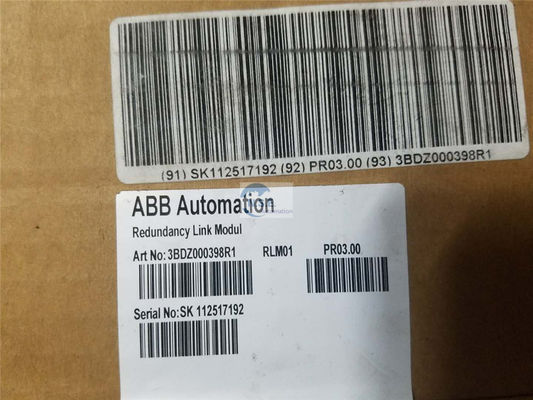 (91) SK112517192 (92) PR03.00 (93) 3BDZ000398R1
ABB Automation
Redundancy Link Modul
Art No: 3BDZ000398R1 RLM01 PR03.00
Serial No: SK 112517192